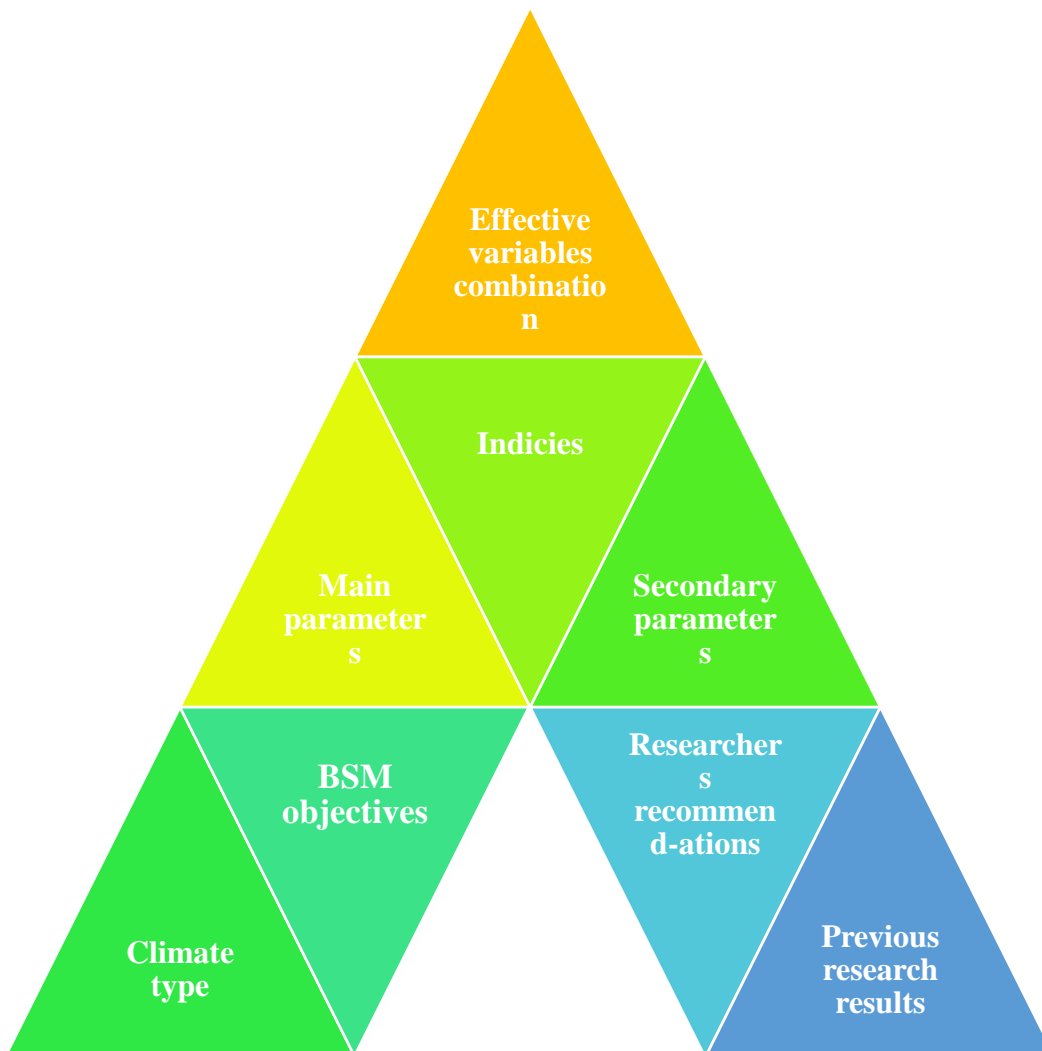 Effective
variables
combinatio
n
Indicies
Main
parameter
s
Secondary
parameter
s
BSM
objectives
Researcher
s
recommen
d-ations
Climate
type
Previous
research
results